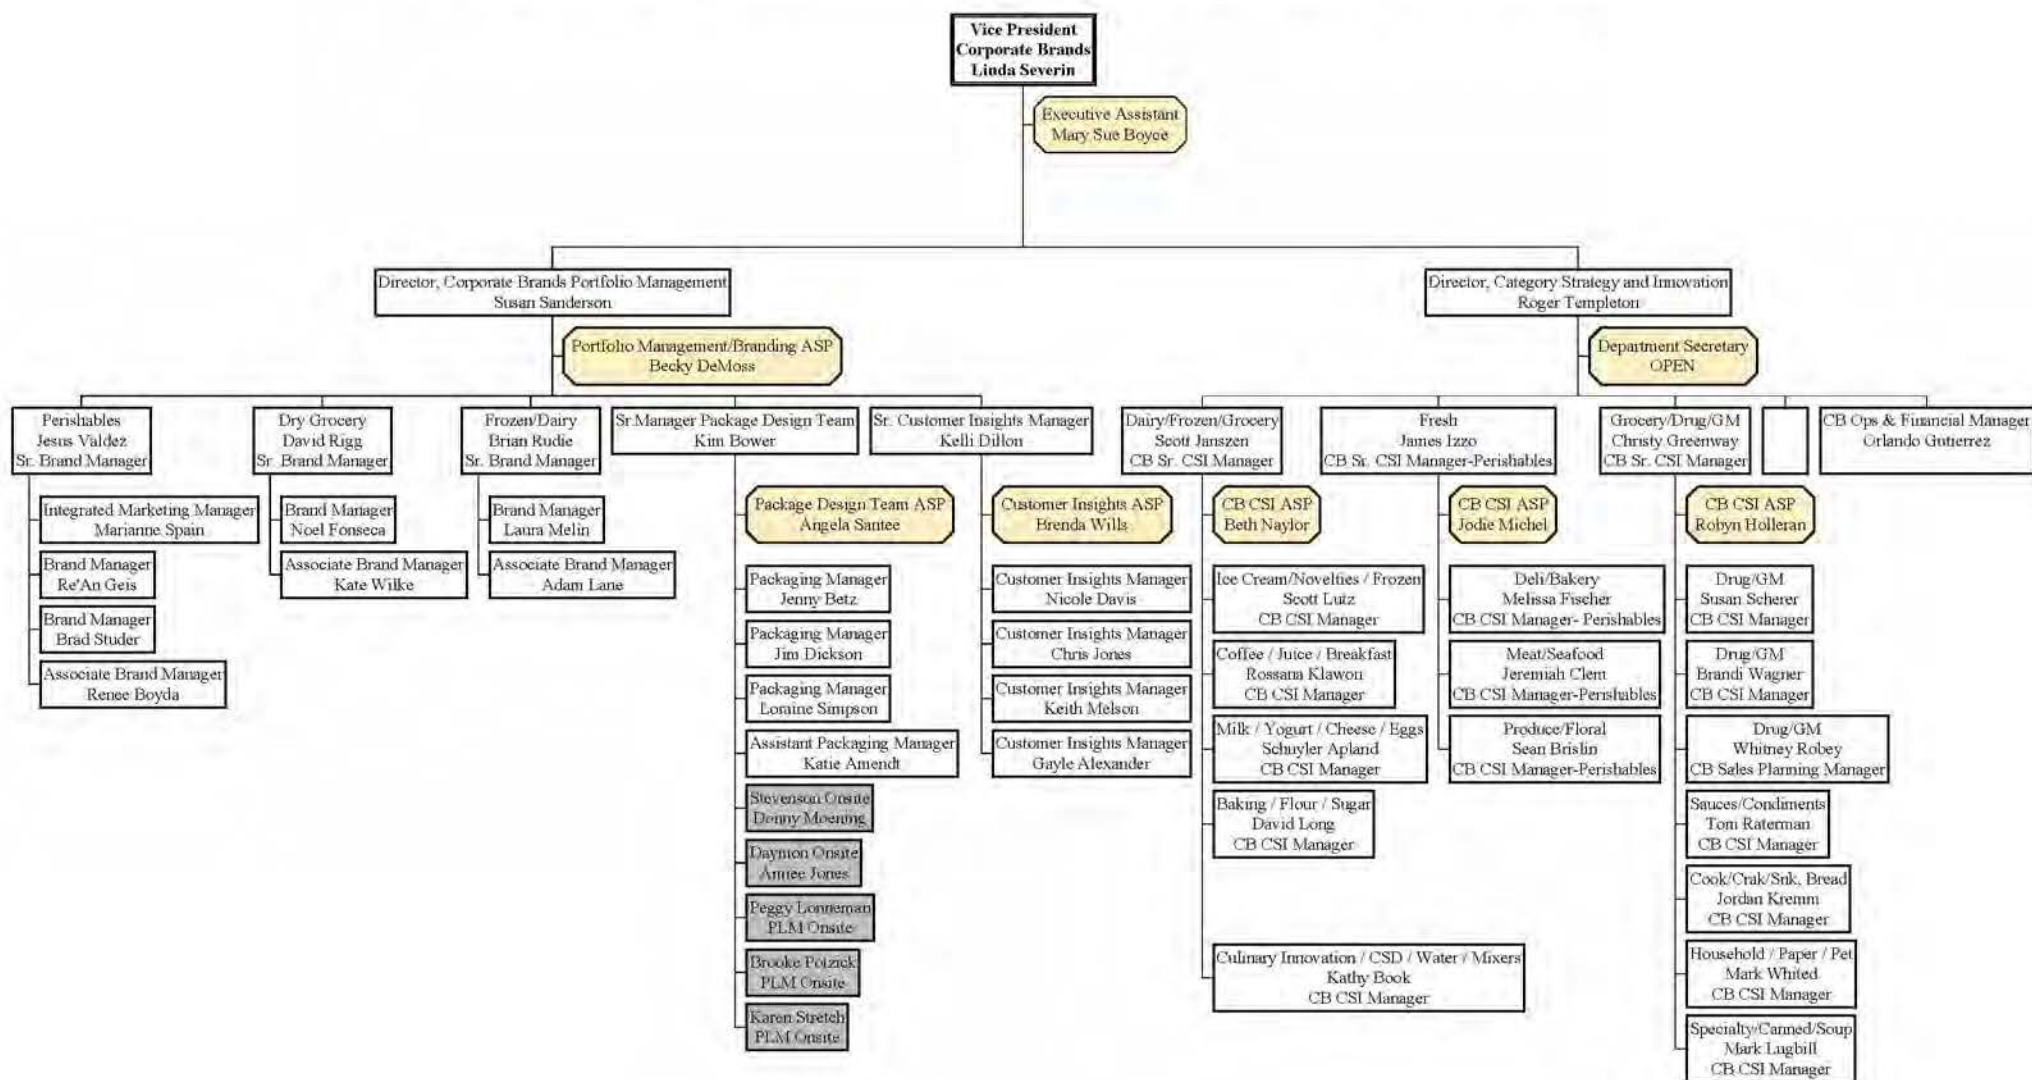 Vice President
Corporate Brands
Linda Severin
Executive Assistant
Mary Sue Boyce
Director, Corporate Brands Portfolio Management
Susan Sanderson
Director, Category Strategy and Innovation
Roger Templeton
Portfolio Management/Branding ASP
Becky DeMoss
Department Secretary
OPEN
Perishables
Jesus Valdez
Sr. Brand Manager
Dry Grocery
David Rigg
Sr. Brand Manager
Frozen/Dairy
Brian Rudie
Sr. Brand Manager
Sr.Manager Package Design Team
Kim Bower
Sr. Customer Insights Manager
Kelli Dillon
Dairy/Frozen/Grocery
Scott Janszen
CB Sr. CSI Manager
Fresh
James Izzo
CB Sr. CSI Manager-Perishables
Grocery/Drug/GM
Christy Greenway
CB Sr. CSI Manager
CB Ops & Financial Manager
Orlando Gutierrez
Integrated Marketing Manager
Marianne Spain
Brand Manager
Re'An Geis
Brand Manager
Brad Studer
Associate Brand Manager
Renee Boyda
Brand Manager
Noel Fonseca
Associate Brand Manager
Kate Wilke
Brand Manager
Laura Melin
Associate Brand Manager
Adam Lane
Package Design Team ASP
Angela Santee
Packaging Manager
Jenny Betz
Packaging Manager
Jim Dickson
Packaging Manager
Loraine Simpson
Assistant Packaging Manager
Katie Amendt
Stevenson Onsite
Donny Moening
Daymon Onsite
Annee Jones
Peggy Lonneman
PLM Onsite
Brooke Potzick
PLM Onsite
Karen Stretch
PLM Onsite
Customer Insights ASP
Brenda Wills
Customer Insights Manager
Nicole Davis
Customer Insights Manager
Chris Jones
Customer Insights Manager
Keith Melson
Customer Insights Manager
Gayle Alexander
CB CSI ASP
Beth Naylor
Ice Cream/Novelties / Frozen
Scott Lutz
CB CSI Manager
Coffee / Juice / Breakfast
Rossana Klawon
CB CSI Manager
Milk / Yogurt / Cheese / Eggs
Schuyler Apland
CB CSI Manager
Baking / Flour / Sugar
David Long
CB CSI Manager
Culinary Innovation / CSD / Water / Mixers
Kathy Book
CB CSI Manager
CB CSI ASP
Jodie Michel
Deli/Bakery
Melissa Fischer
CB CSI Manager- Perishables
Meat/Seafood
Jeremiah Clem
CB CSI Manager-Perishables
Produce/Floral
Sean Brislin
CB CSI Manager-Perishables
CB CSI ASP
Robyn Holleran
Drug/GM
Susan Scherer
CB CSI Manager
Drug/GM
Brandi Wagner
CB CSI Manager
Drug/GM
Whitney Robey
CB Sales Planning Manager
Sauces/Condiments
Tom Raterman
CB CSI Manager
Cook/Crak/Snk, Bread
Jordan Kremm
CB CSI Manager
Household / Paper / Pet
Mark Whited
CB CSI Manager
Specialty/Canned/Soup
Mark Lugbill
CB CSI Manager